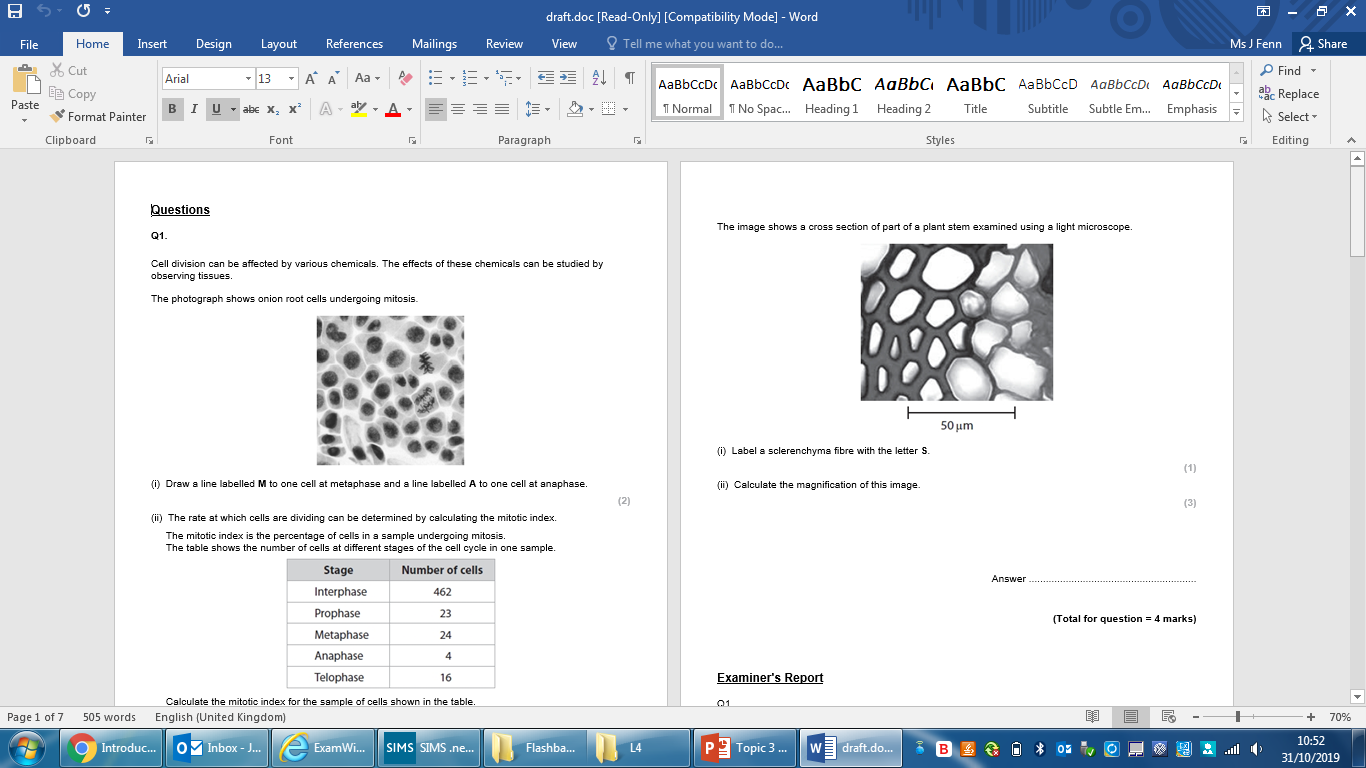 draft.doc [Read-Only] [Compatibility Mode] - Word
File Home Insert Design Layout References Mailings Review View Tell me what you want to do...
Ms J Fenn Share
Paste
Cut
Copy
Format Painter
Clipboard
Arial 13
Aa
B I U abc x₂ x²
A
Font
Paragraph
AaBbCcDc AaBbCcDc AaBbC AaBbC AaBbC AaBbCcD AaBbCcDt AaBbCcDt
¶ Normal ¶ No Spac... Heading 1 Heading 2 Title Subtitle Subtle Em... Emphasis
Styles
Find
Replace
Select
Editing
Questions
Q1.
Cell division can be affected by various chemicals. The effects of these chemicals can be studied by
observing tissues.
The photograph shows onion root cells undergoing mitosis.
(i) Draw a line labelled M to one cell at metaphase and a line labelled A to one cell at anaphase.
(2)
(ii) The rate at which cells are dividing can be determined by calculating the mitotic index.
The mitotic index is the percentage of cells in a sample undergoing mitosis.
The table shows the number of cells at different stages of the cell cycle in one sample.
Stage Number of cells
Interphase 462
Prophase 23
Metaphase 24
Anaphase 4
Telophase 16
Calculate the mitotic index for the sample of cells shown in the table.
The image shows a cross section of part of a plant stem examined using a light microscope.
50 µm
(i) Label a sclerenchyma fibre with the letter S.
(1)
(ii) Calculate the magnification of this image.
(3)
Answer ...........................................................
(Total for question = 4 marks)
Examiner's Report
Q1
Page 1 of 7 505 words English (United Kingdom)
70%
Introduc... Inbox - J... ExamWi... SIMS SIMS .ne... Flashba... L4 Topic 3 ... draft.do...
10:52
31/10/2019